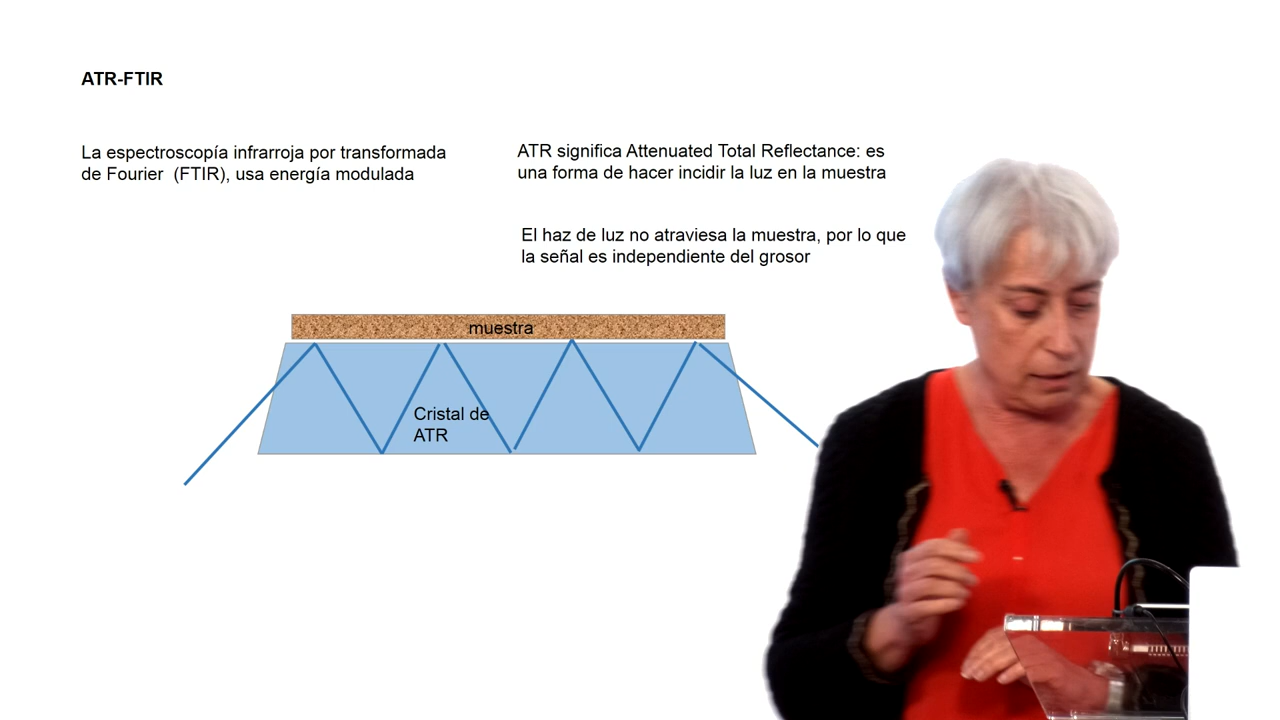 ATR-FTIR
La espectroscopía infrarroja por transformada
de Fourier (FTIR), usa energía modulada
ATR significa Attenuated Total Reflectance: es
una forma de hacer incidir la luz en la muestra
El haz de luz no atraviesa la muestra, por lo que
la señal es independiente del grosor
muestra
Cristal de
ATR